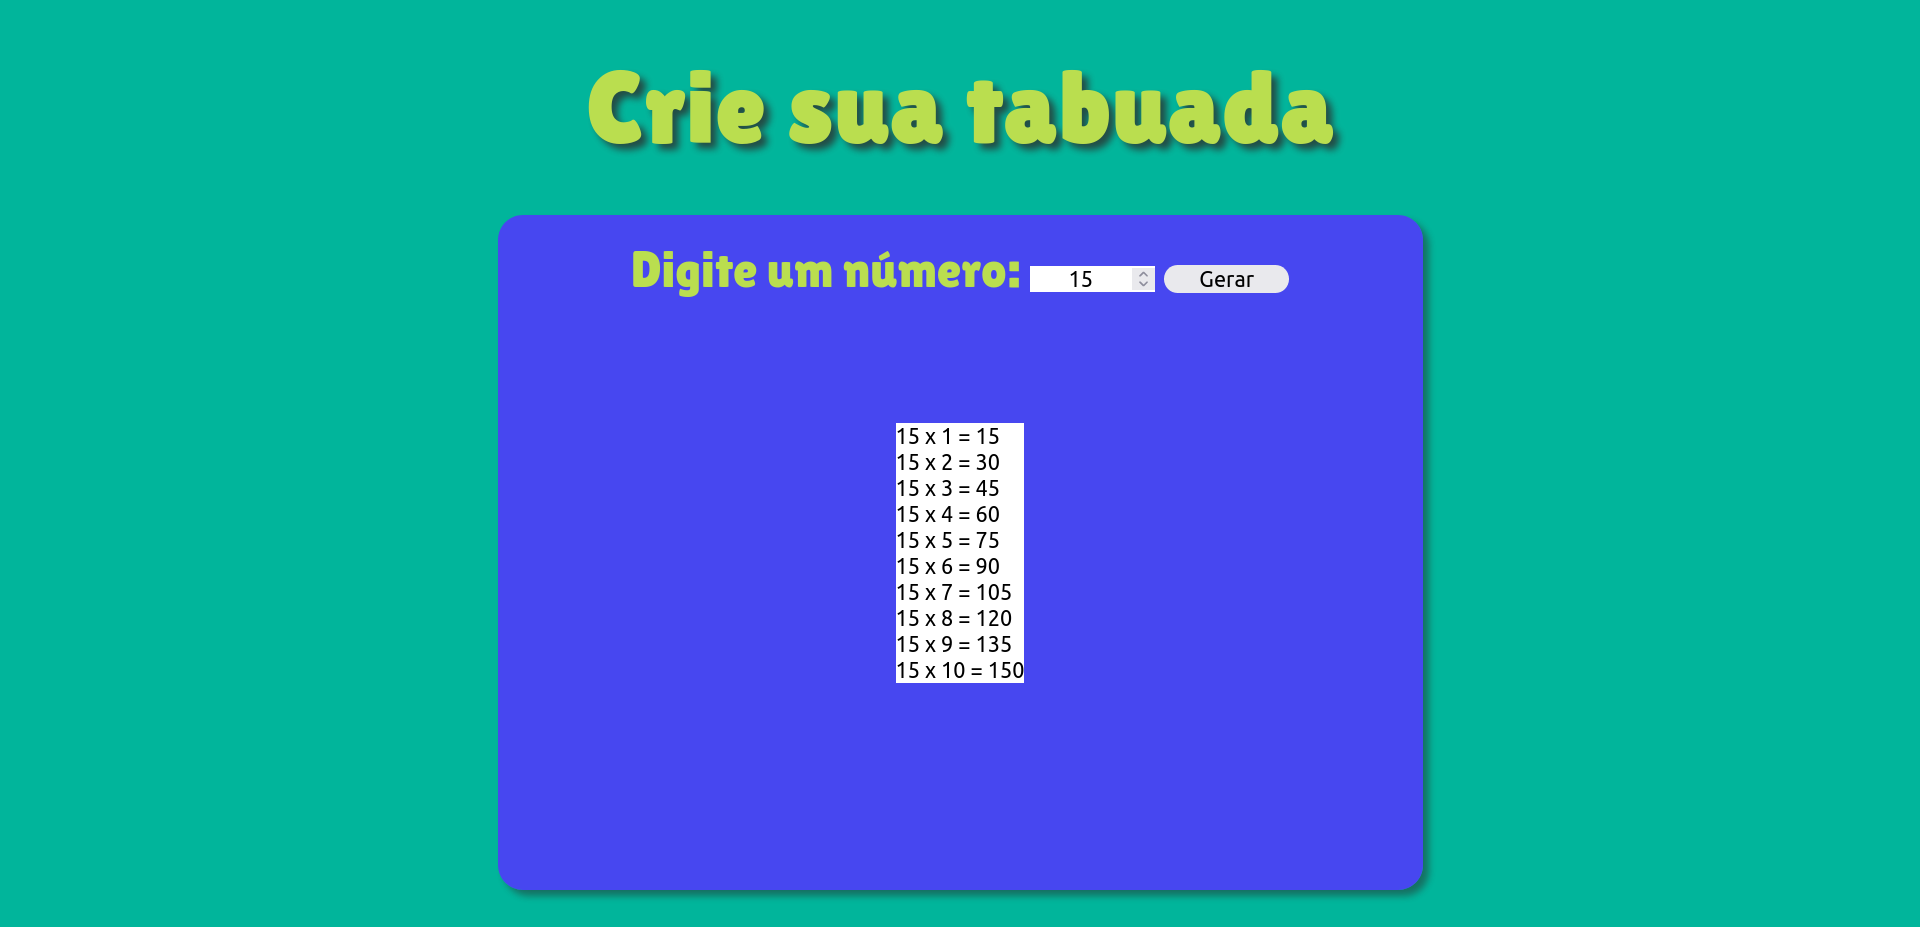 Crie sua tabuada
Digite um número: 15 Gerar
15 x 1 = 15
15 x 2 = 30
15 x 3 = 45
15 x 4 = 60
15 x 5 = 75
15 x 6 = 90
15 x 7 = 105
15 x 8 = 120
15 x 9 = 135
15 x 10 = 150